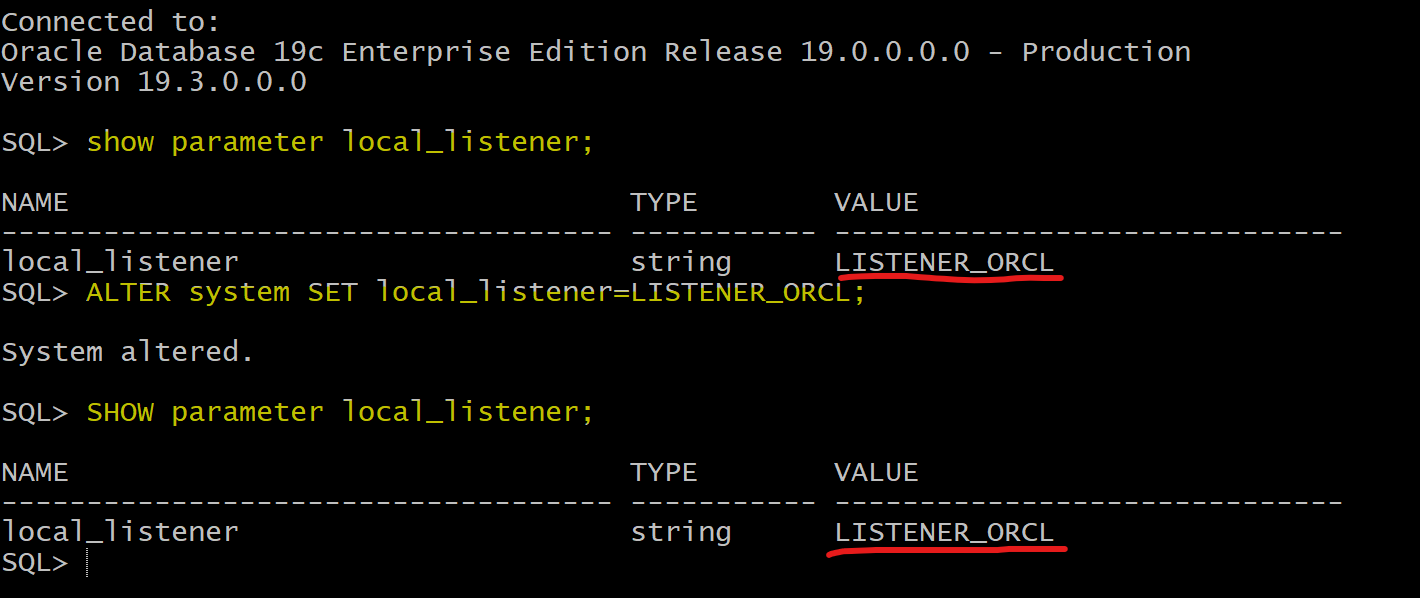 Connected to:
Oracle Database 19c Enterprise Edition Release 19.0.0.0.0 - Production
Version 19.3.0.0.0
SQL> show parameter local_listener;
NAME                                 TYPE        VALUE
------------------------------------ ----------- ------------------------------
local_listener                       string      LISTENER_ORCL
SQL> ALTER system SET local_listener=LISTENER_ORCL;
System altered.
SQL> SHOW parameter local_listener;
NAME                                 TYPE        VALUE
------------------------------------ ----------- ------------------------------
local_listener                       string      LISTENER_ORCL
SQL>